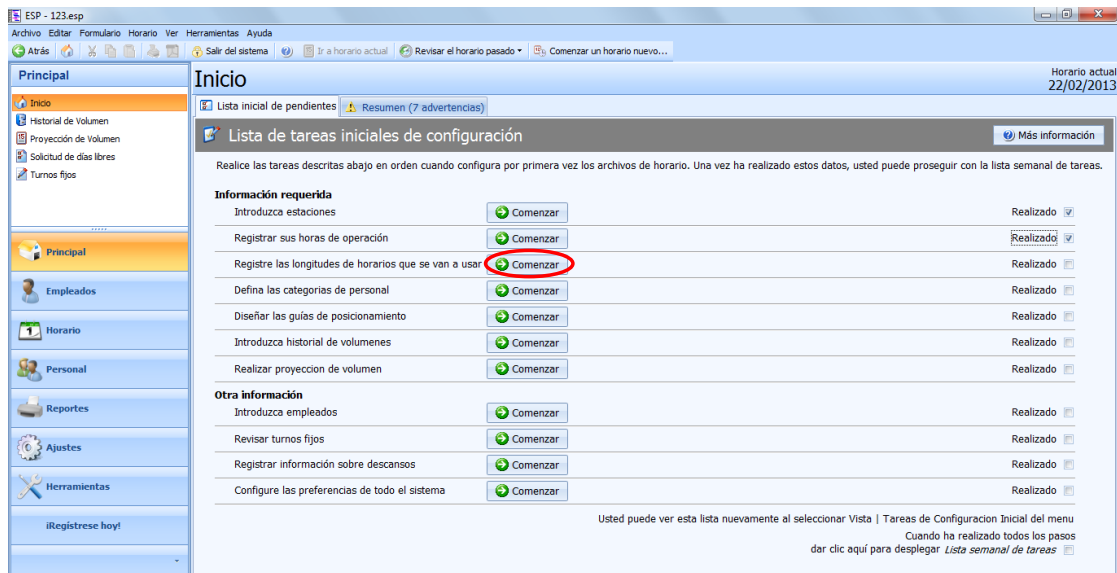 ESP - 123.esp
Archivo Editar Formulario Horario Ver Herramientas Ayuda
Atrás Salir del sistema Ir a horario actual Revisar el horario pasado Comenzar un horario nuevo...
Principal
Inicio
Historial de Volumen
Proyección de Volumen
Solicitud de días libres
Turnos fijos
Principal
Empleados
Horario
Personal
Reportes
Ajustes
Herramientas
¡Regístrese hoy!
Inicio
Horario actual
22/02/2013
Lista inicial de pendientes Resumen (7 advertencias)
Lista de tareas iniciales de configuración Más información
Realice las tareas descritas abajo en orden cuando configura por primera vez los archivos de horario. Una vez ha realizado estos datos, usted puede proseguir con la lista semanal de tareas.
Información requerida
Introduzca estaciones Comenzar Realizado
Registrar sus horas de operación Comenzar Realizado
Registre las longitudes de horarios que se van a usar Comenzar Realizado
Defina las categorias de personal Comenzar Realizado
Diseñar las guías de posicionamiento Comenzar Realizado
Introduzca historial de volumenes Comenzar Realizado
Realizar proyeccion de volumen Comenzar Realizado
Otra información
Introduzca empleados Comenzar Realizado
Revisar turnos fijos Comenzar Realizado
Registrar información sobre descansos Comenzar Realizado
Configure las preferencias de todo el sistema Comenzar Realizado
Usted puede ver esta lista nuevamente al seleccionar Vista | Tareas de Configuracion Inicial del menu
Cuando ha realizado todos los pasos
dar clic aquí para desplegar Lista semanal de tareas